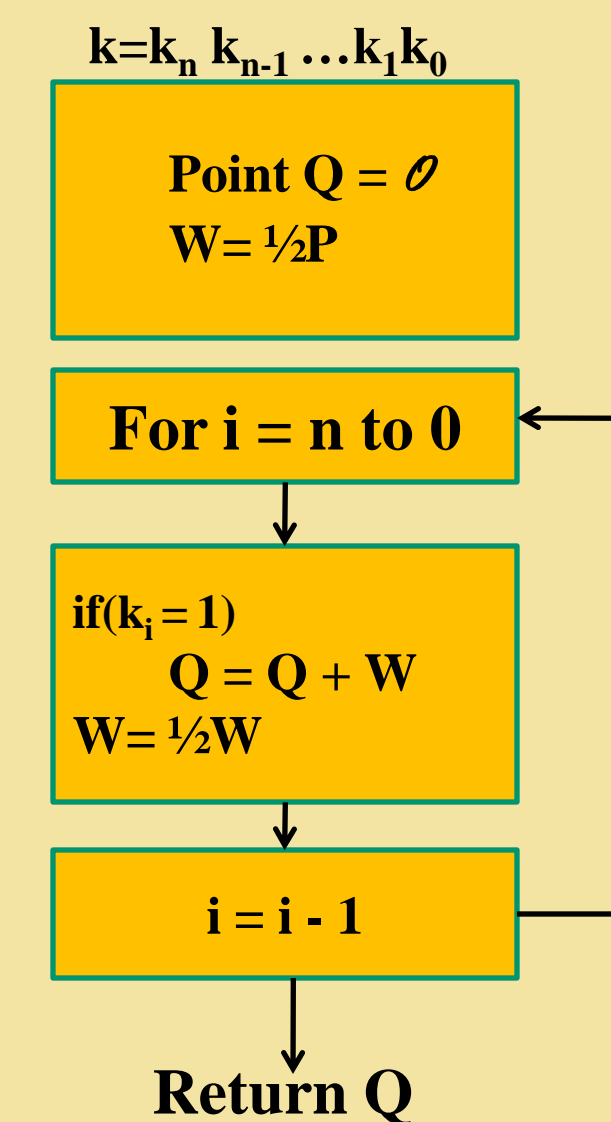 k=kₙ kₙ₋₁ …k₁k₀
Point Q = 𝒪
W= ½P
For i = n to 0
if(kᵢ = 1)
Q = Q + W
W= ½W
i = i - 1
Return Q